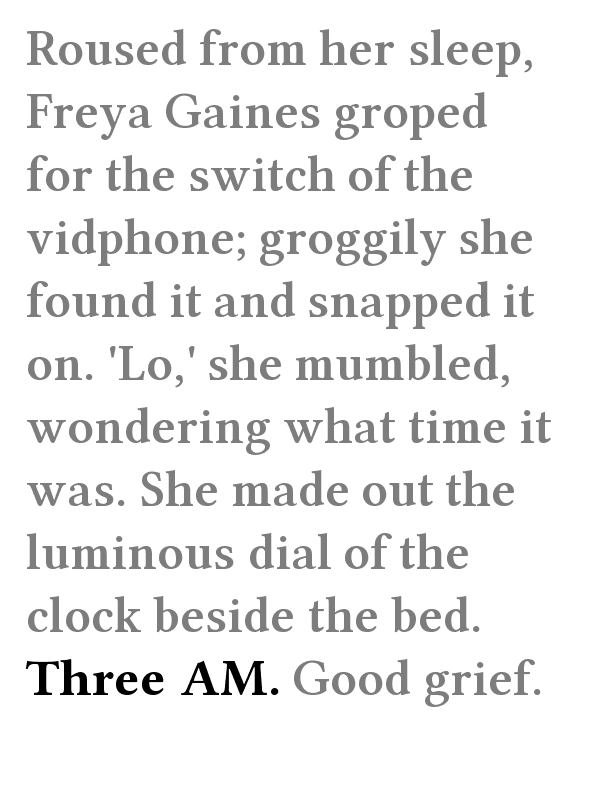 Roused from her sleep,
Freya Gaines groped
for the switch of the
vidphone; groggily she
found it and snapped it
on. 'Lo,' she mumbled,
wondering what time it
was. She made out the
luminous dial of the
clock beside the bed.
Three AM. Good grief.